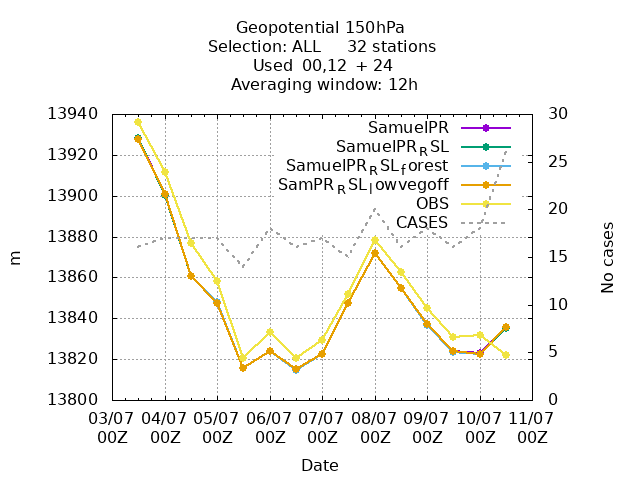 Geopotential 150hPa
Selection: ALL 32 stations
Used 00,12 + 24
Averaging window: 12h
13940 30
SamuelPR
SamuelPR_RSL
13920 25
SamuelPR_RSL_forest
SamPR_RSL_lowvegoff
13900 20
OBS
CASES
13880
13860 15
m No cases
13840 10
13820 5
13800 0
03/07 04/07 05/07 06/07 07/07 08/07 09/07 10/07 11/07
00Z 00Z 00Z 00Z 00Z 00Z 00Z 00Z 00Z
Date